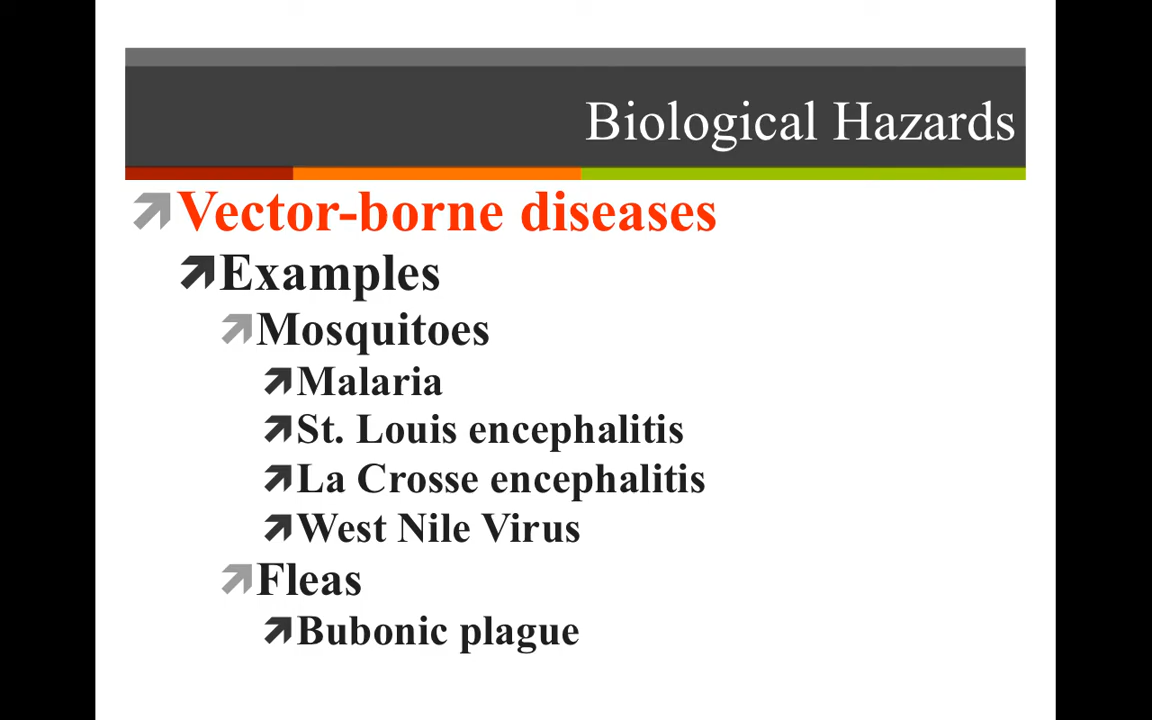 Biological Hazards
Vector-borne diseases
Examples
Mosquitoes
Malaria
St. Louis encephalitis
La Crosse encephalitis
West Nile Virus
Fleas
Bubonic plague